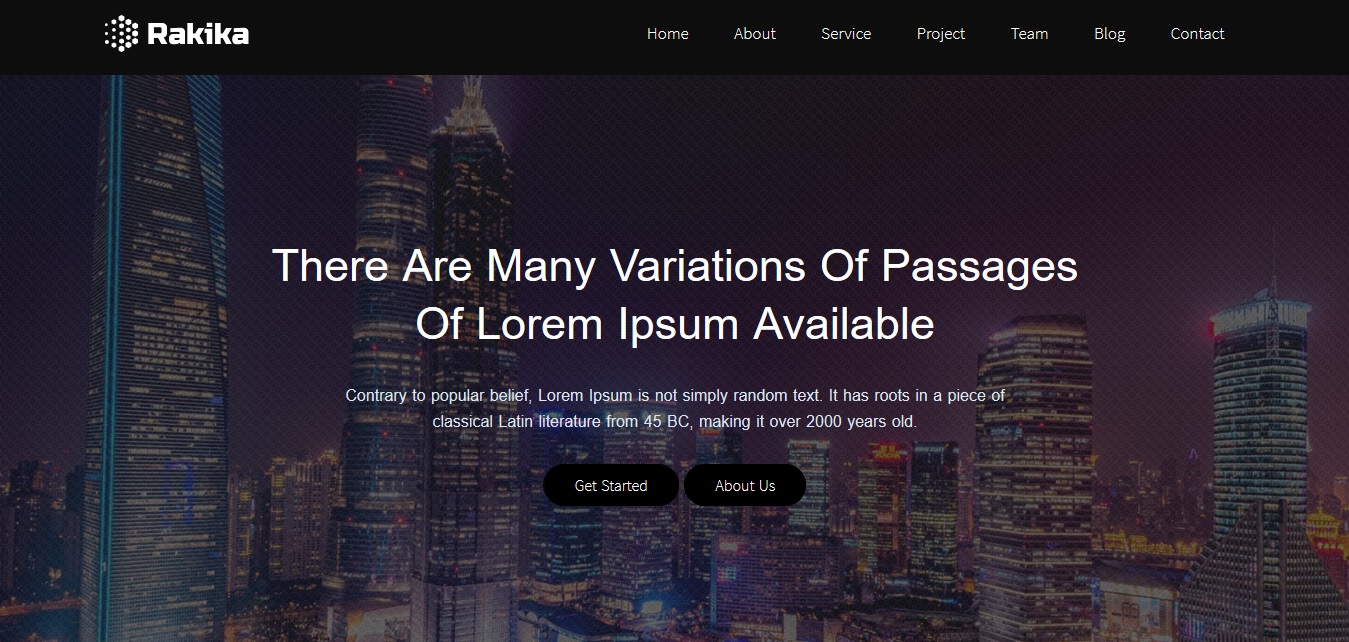 Rakika
Home About Service Project Team Blog Contact
There Are Many Variations Of Passages
Of Lorem Ipsum Available
Contrary to popular belief, Lorem Ipsum is not simply random text. It has roots in a piece of
classical Latin literature from 45 BC, making it over 2000 years old.
Get Started About Us